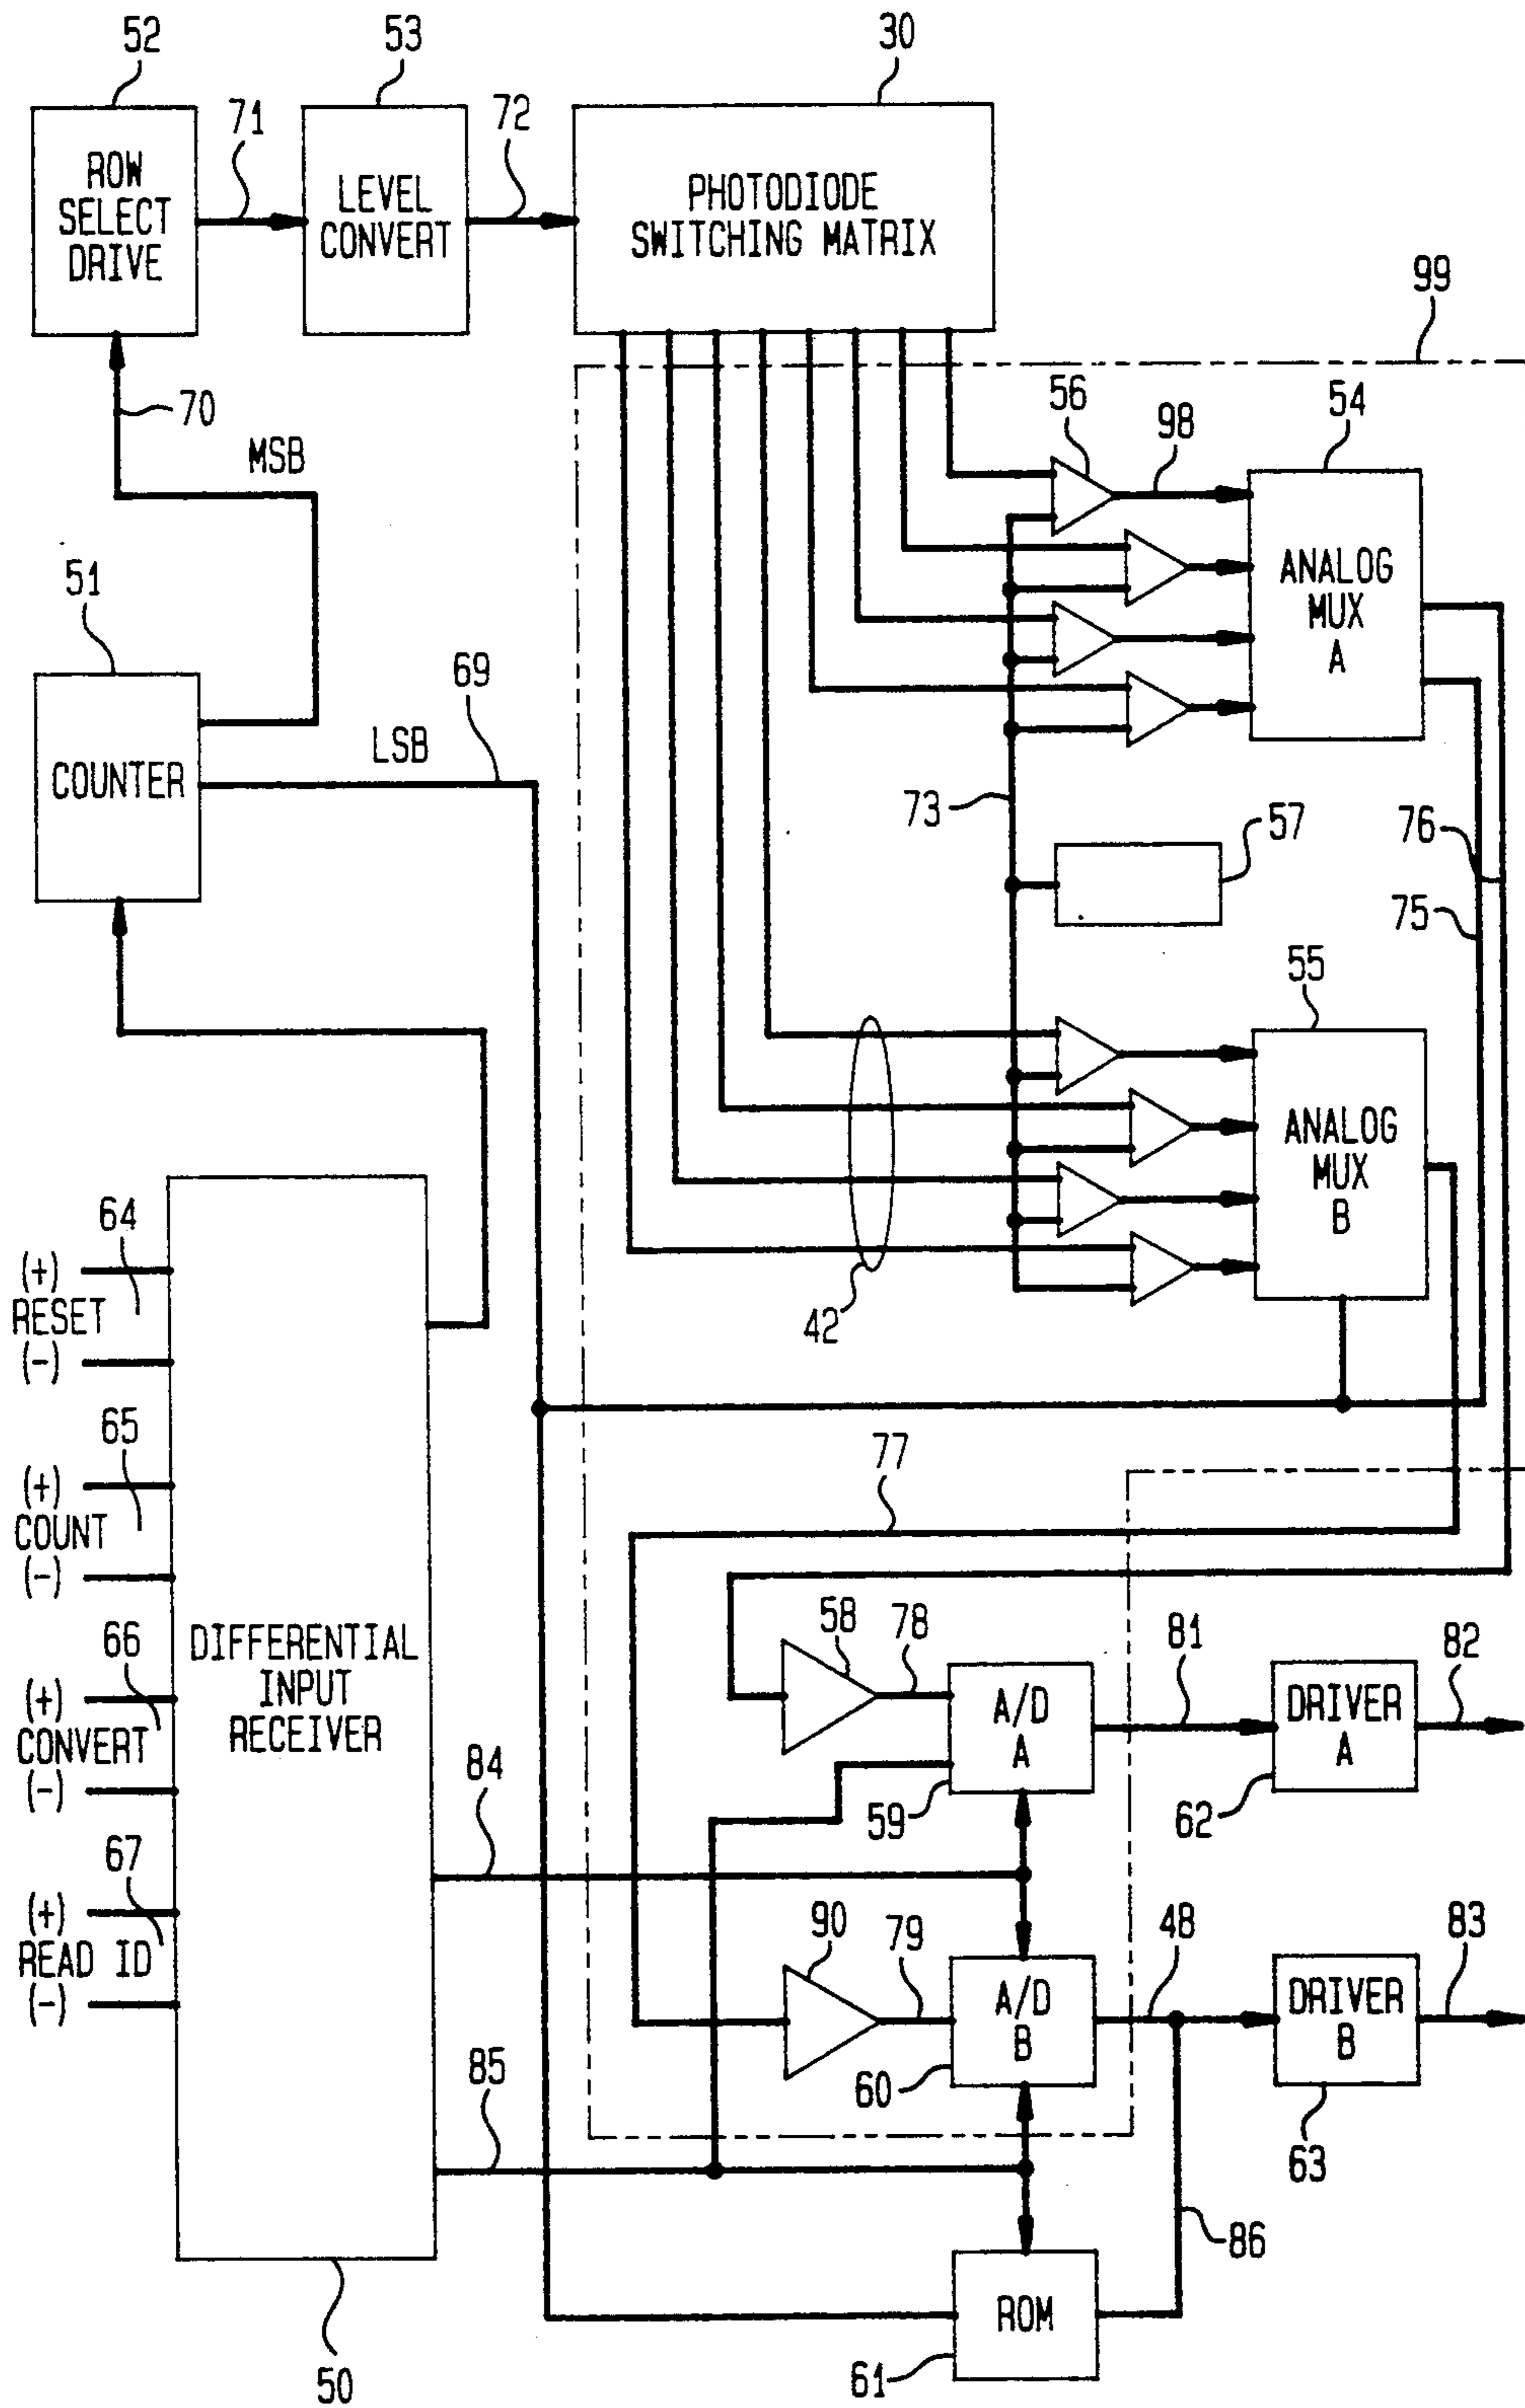 52
53
30
71
72
ROW
SELECT
DRIVE
LEVEL
CONVERT
PHOTODIODE
SWITCHING MATRIX
99
70
MSB
56
98
54
ANALOG
MUX
A
51
COUNTER
LSB
69
73
57
76
75
55
ANALOG
MUX
B
42
64
(+)
RESET
(-)
65
(+)
COUNT
(-)
66
(+)
CONVERT
(-)
67
(+)
READ ID
(-)
DIFFERENTIAL
INPUT
RECEIVER
77
58
78
A/D
A
59
81
DRIVER
A
62
82
84
90
79
A/D
B
60
48
DRIVER
B
63
83
85
86
ROM
61
50